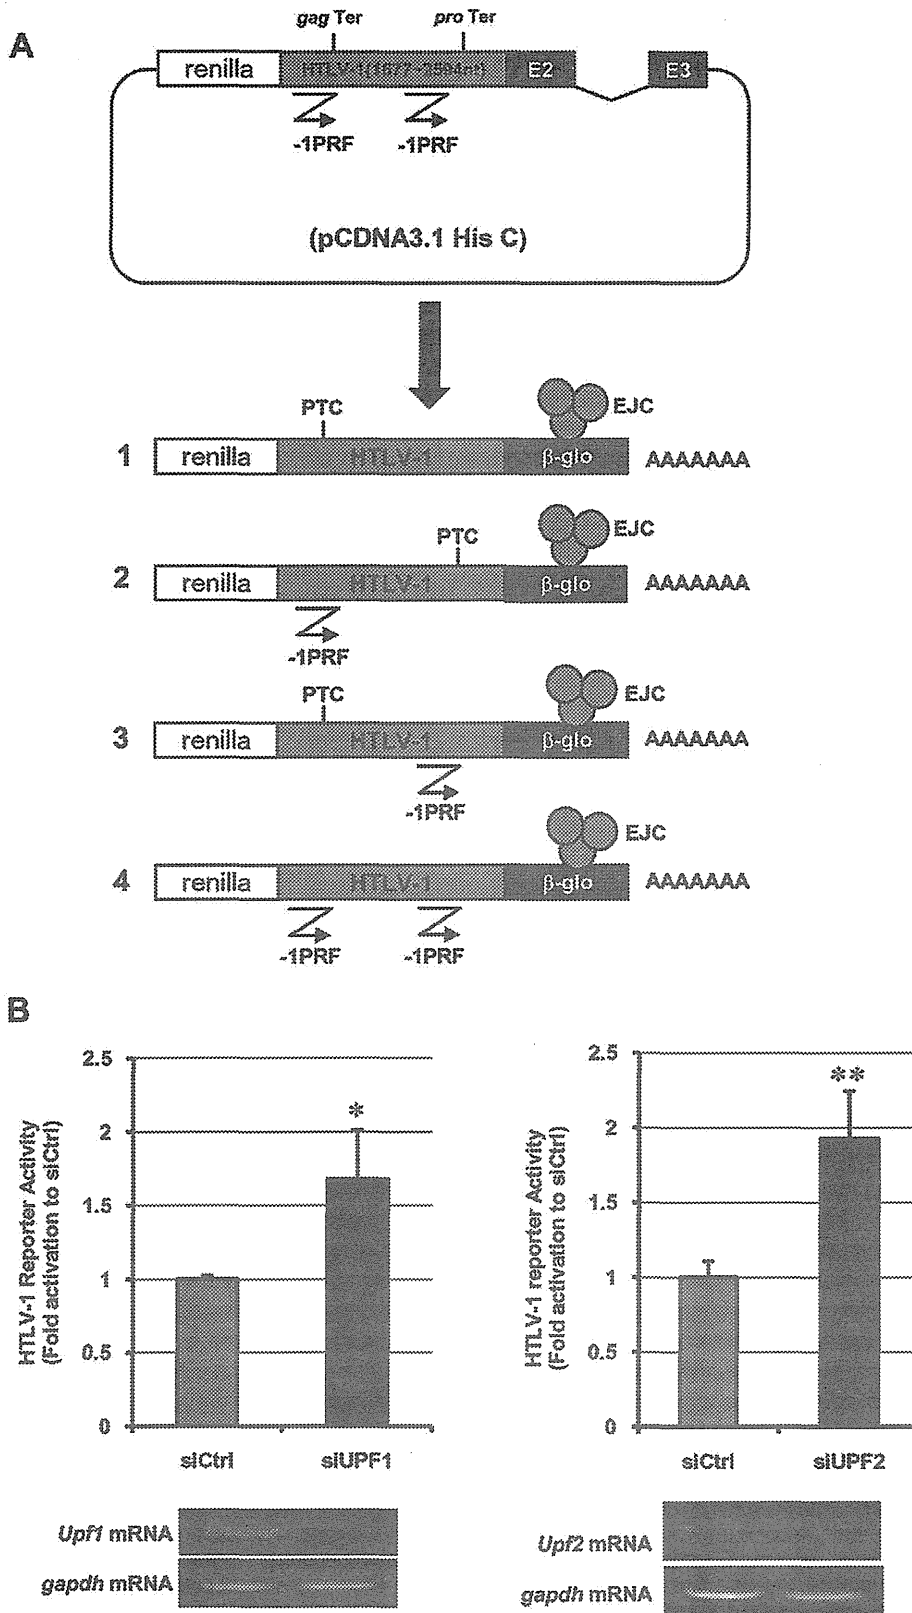 A
gag Ter pro Ter
renilla HTLV-1(1677-2594nt) E2 E3
-1PRF -1PRF
(pCDNA3.1 His C)
PTC EJC
1 renilla HTLV-1 β-glo AAAAAAA
PTC EJC
2 renilla HTLV-1 β-glo AAAAAAA
-1PRF
PTC EJC
3 renilla HTLV-1 β-glo AAAAAAA
-1PRF
EJC
4 renilla HTLV-1 β-glo AAAAAAA
-1PRF -1PRF
B
HTLV-1 Reporter Activity
(Fold activation to siCtrl)
2.5
2
1.5
1
0.5
0
*
siCtrl siUPF1
Upf1 mRNA
gapdh mRNA
HTLV-1 reporter Activity
(Fold activation to siCtrl)
2.5
2
1.5
1
0.5
0
**
siCtrl siUPF2
Upf2 mRNA
gapdh mRNA